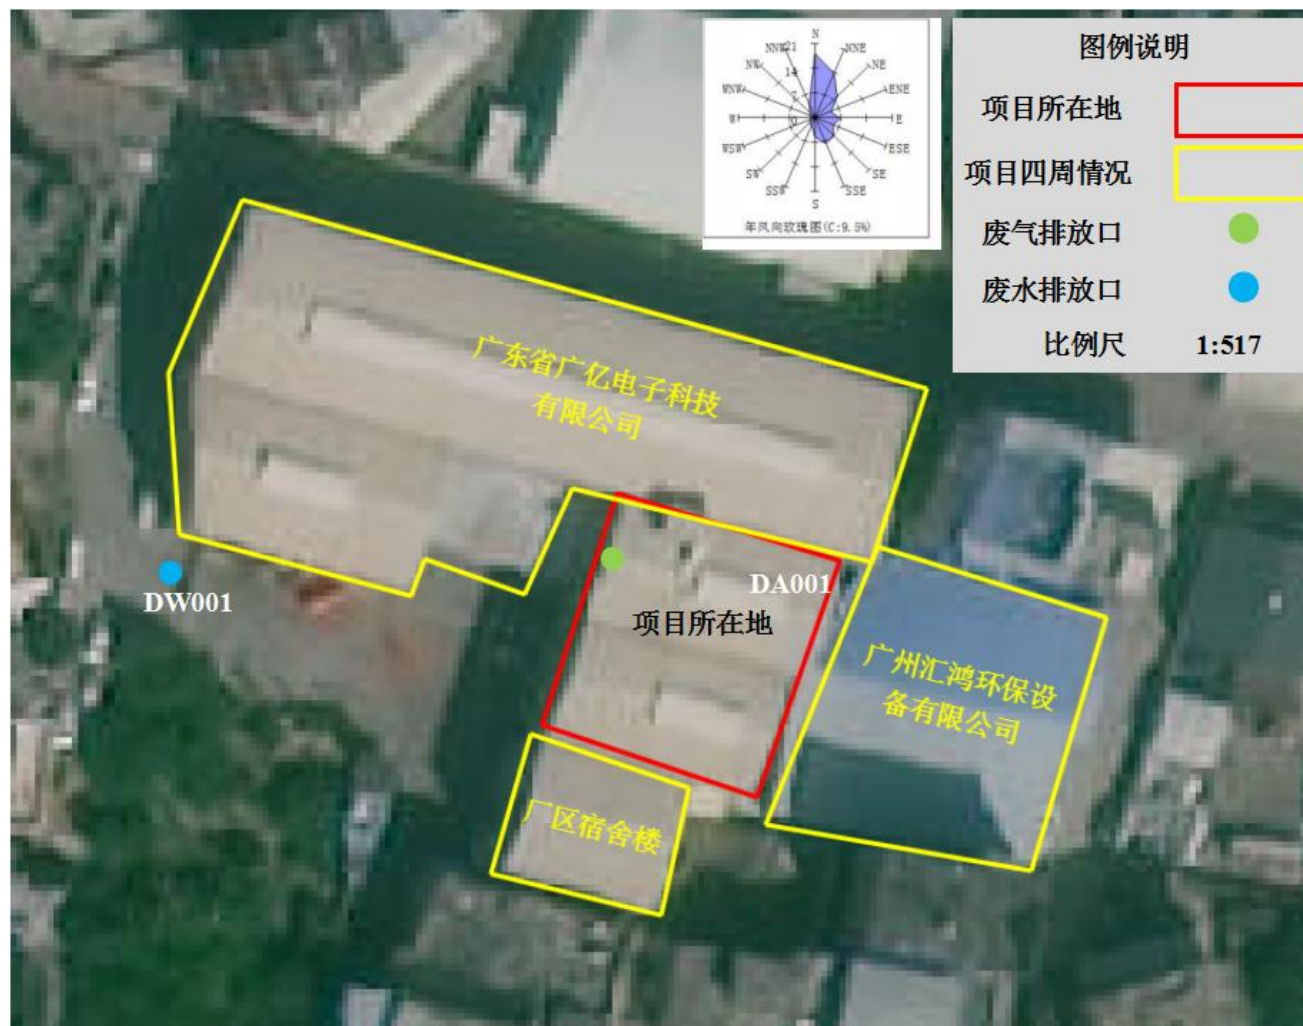 N
NNE
NE
ENE
E
ESE
SE
SSE
S
SSW
SW
WSW
W
WNW
NW
NNW
21
14
7
0
年风向玫瑰图(C:9.5%)
图例说明
项目所在地
项目四周情况
废气排放口
废水排放口
比例尺 1:517
广东省广亿电子科技
有限公司
DW001
DA001
项目所在地
广州汇鸿环保设
备有限公司
厂区宿舍楼